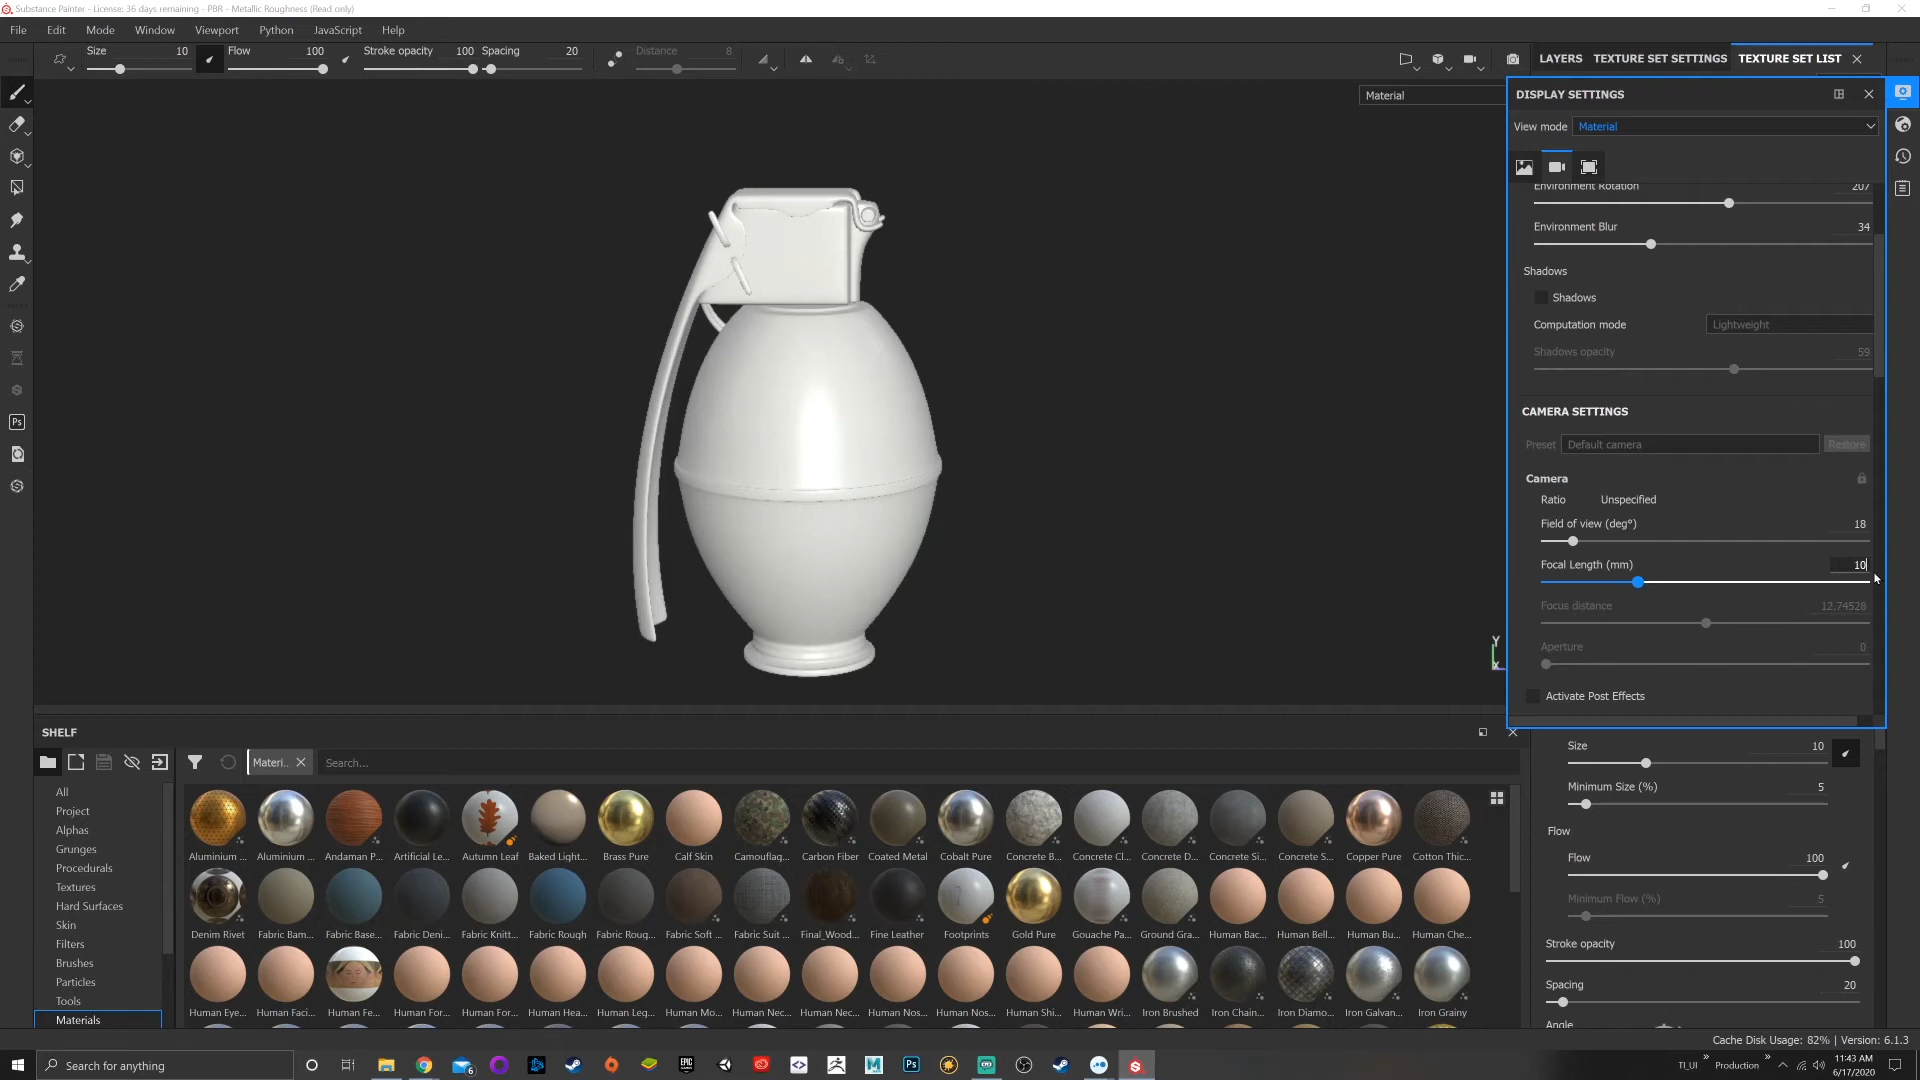 Substance Painter - License: 36 days remaining - PBR - Metallic Roughness (Read only)
File Edit Mode Window Viewport Python JavaScript Help
Size 10 Flow 100 Stroke opacity 100 Spacing 20 Distance 8
LAYERS TEXTURE SET SETTINGS TEXTURE SET LIST
Material
DISPLAY SETTINGS
View mode Material
Environment Rotation 207
Environment Blur 34
Shadows
Shadows
Computation mode Lightweight
Shadows opacity 59
CAMERA SETTINGS
Preset Default camera Restore
Camera
Ratio Unspecified
Field of view (deg°) 18
Focal Length (mm) 10
Focus distance 12.74528
Aperture 0
Activate Post Effects
Y
X
Ps
SHELF
Materi.. Search...
All
Project
Alphas
Grunges
Procedurals
Textures
Hard Surfaces
Skin
Filters
Brushes
Particles
Tools
Materials
Aluminium ... Aluminium ... Andaman P... Artificial Le... Autumn Leaf Baked Light... Brass Pure Calf Skin Camouflag... Carbon Fiber Coated Metal Cobalt Pure Concrete B... Concrete Cl... Concrete D... Concrete Si... Concrete S... Copper Pure Cotton Thic...
Denim Rivet Fabric Bam... Fabric Base... Fabric Deni... Fabric Knitt... Fabric Rough Fabric Roug... Fabric Soft ... Fabric Suit ... Final_Wood... Fine Leather Footprints Gold Pure Gouache Pa... Ground Gra... Human Bac... Human Bell... Human Bu... Human Che...
Human Eye... Human Faci... Human Fe... Human For... Human For... Human Hea... Human Leg... Human Mo... Human Nec... Human Nec... Human Nos... Human Nos... Human Shi... Human Wri... Iron Brushed Iron Chain... Iron Diamo... Iron Galvan... Iron Grainy
Size 10
Minimum Size (%) 5
Flow
Flow 100
Minimum Flow (%) 5
Stroke opacity 100
Spacing 20
Angle
Cache Disk Usage: 82% | Version: 6.1.3
Search for anything
6
EPIC
Ps
TI_UI
Production
11:43 AM
6/17/2020